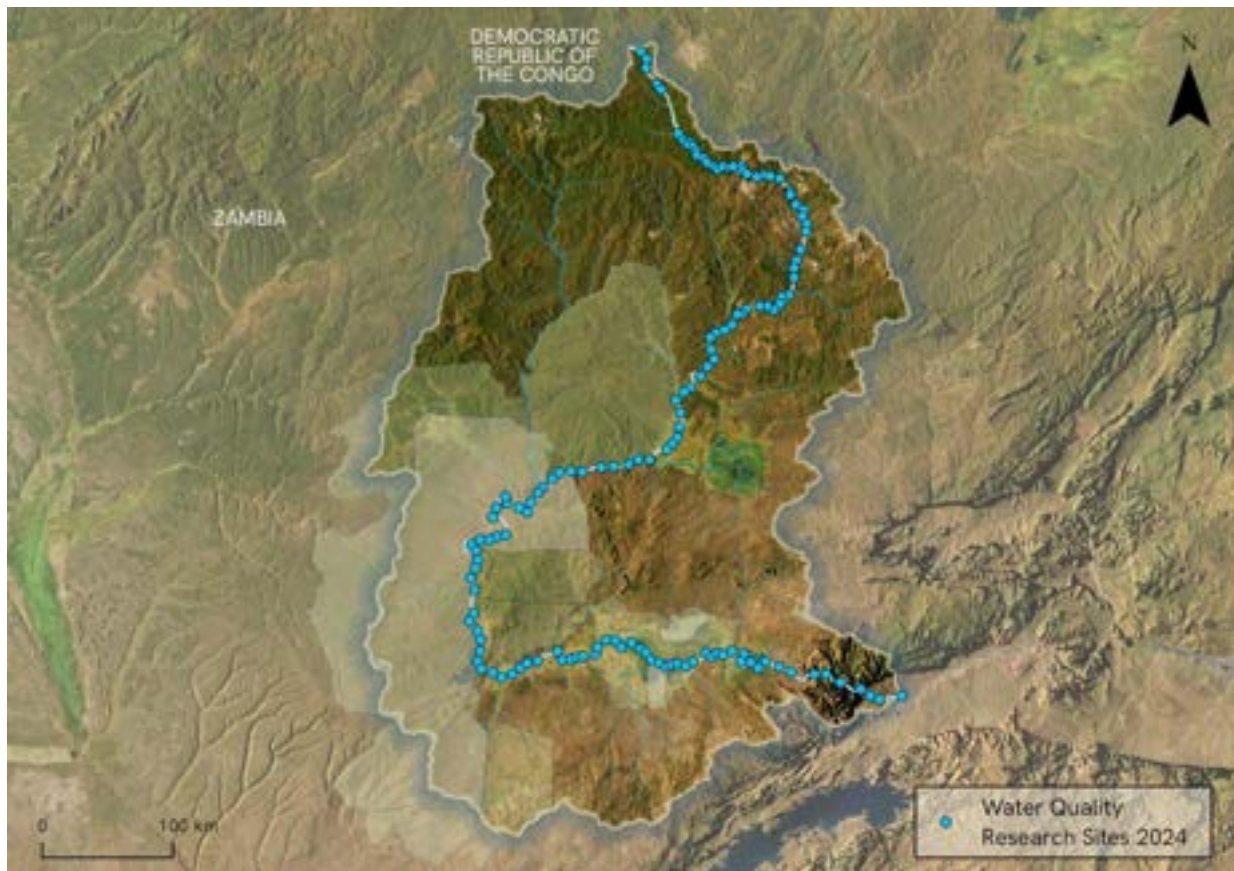 DEMOCRATIC
REPUBLIC OF
THE CONGO
N
ZAMBIA
0 100 km
Water Quality
Research Sites 2024